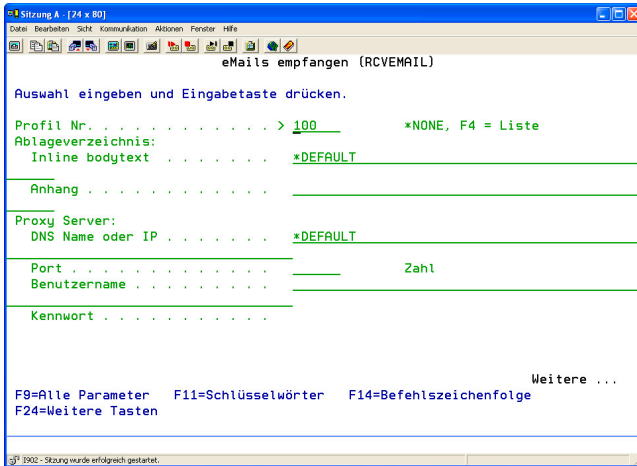 Sitzung A - [24 x 80]
Datei Bearbeiten Sicht Kommunikation Aktionen Fenster Hilfe
eMails empfangen (RCVEMAIL)
Auswahl eingeben und Eingabetaste drücken.
Profil Nr. . . . . . . . . . . . . > 100 *NONE, F4 = Liste
Ablageverzeichnis:
Inline bodytext . . . . . . . . *DEFAULT
Anhang . . . . . . . . . . . .
Proxy Server:
DNS Name oder IP . . . . . . . *DEFAULT
Port . . . . . . . . . . . . . Zahl
Benutzername . . . . . . . . .
Kennwort . . . . . . . . . . .
Weitere ...
F9=Alle Parameter F11=Schlüsselwörter F14=Befehlszeichenfolge
F24=Weitere Tasten
I902 - Sitzung wurde erfolgreich gestartet.